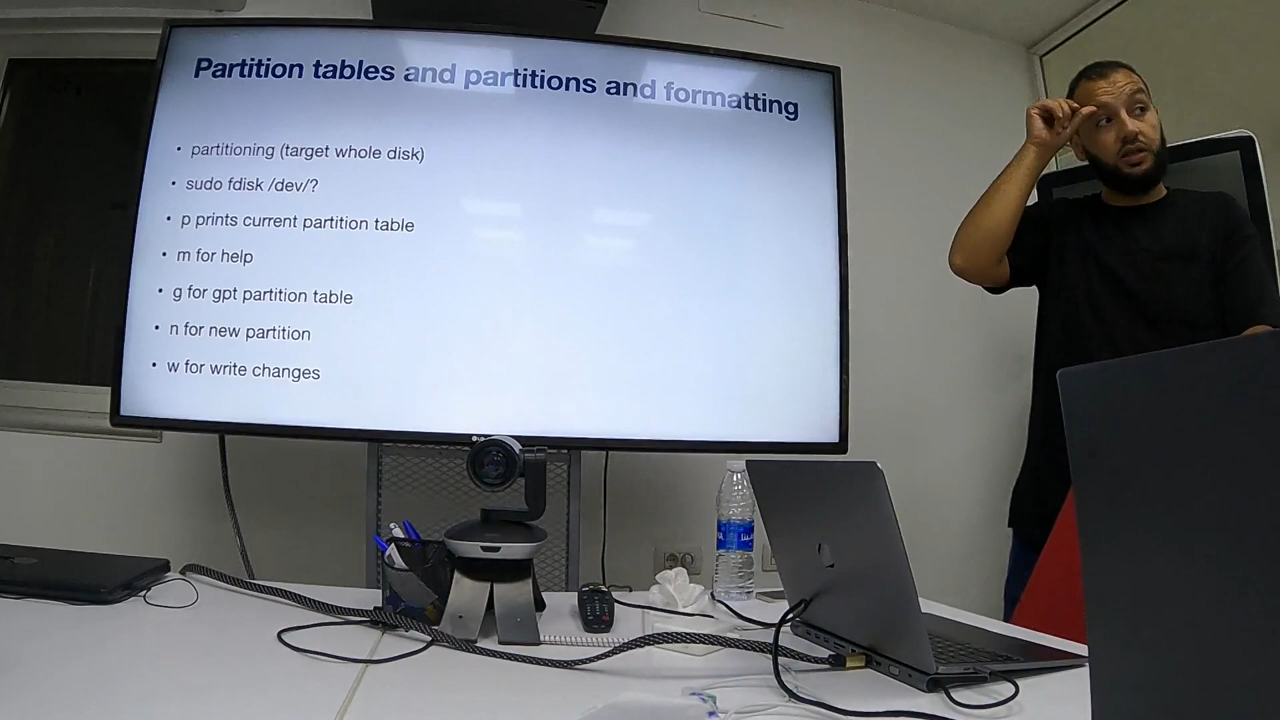 Partition tables and partitions and formatting
• partitioning (target whole disk)
• sudo fdisk /dev/?
• p prints current partition table
• m for help
• g for gpt partition table
• n for new partition
• w for write changes